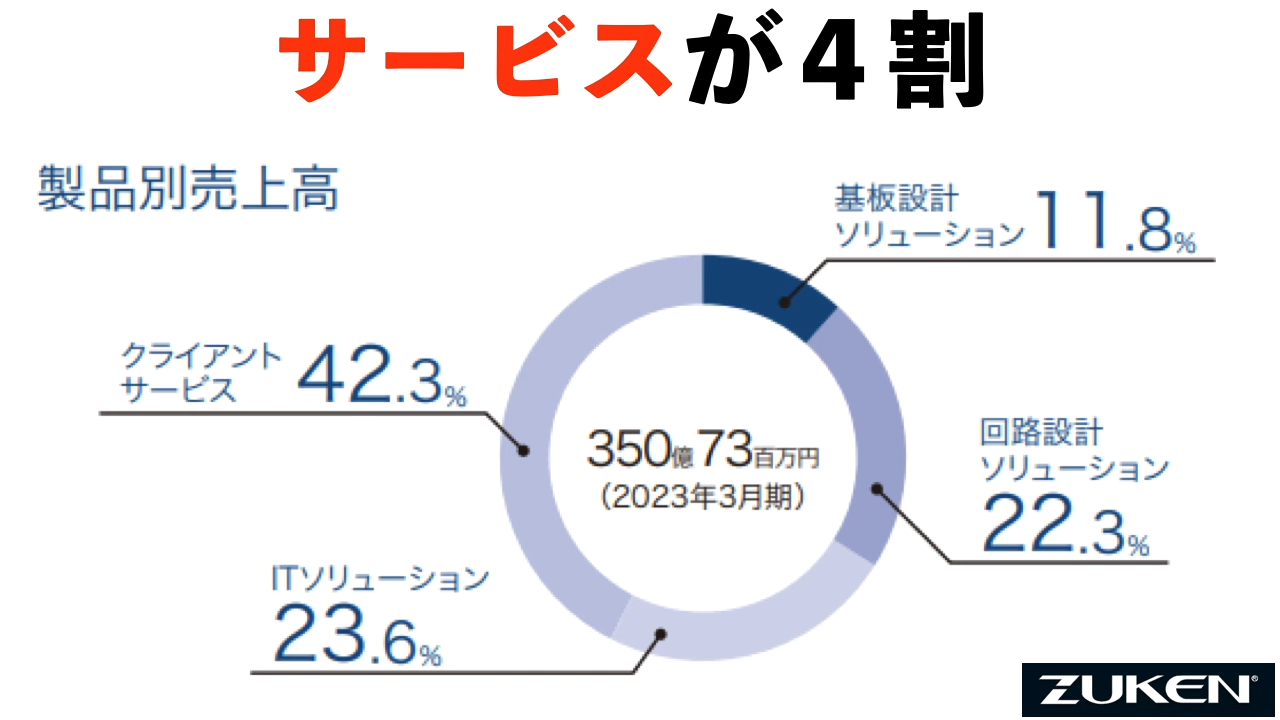 サービスが4割
製品別売上高
基板設計
ソリューション 11.8%
クライアント
サービス 42.3%
350億73百万円
（2023年3月期）
回路設計
ソリューション
22.3%
ITソリューション
23.6%
ZUKEN®